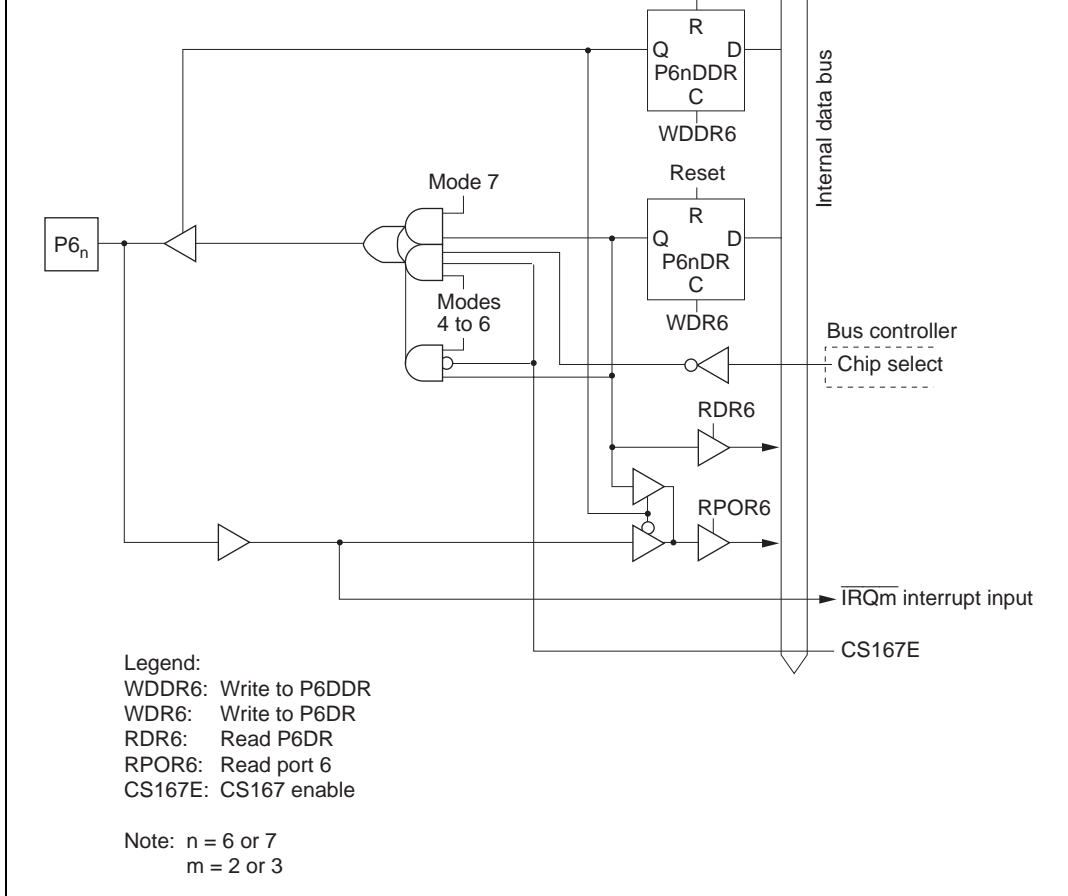 R
Q D
P6nDDR
C
WDDR6
Internal data bus
Mode 7
Reset
R
Q D
P6nDR
C
WDR6
P6n
Modes
4 to 6
Bus controller
Chip select
RDR6
RPOR6
IRQm interrupt input
CS167E
Legend:
WDDR6: Write to P6DDR
WDR6: Write to P6DR
RDR6: Read P6DR
RPOR6: Read port 6
CS167E: CS167 enable
Note: n = 6 or 7
m = 2 or 3